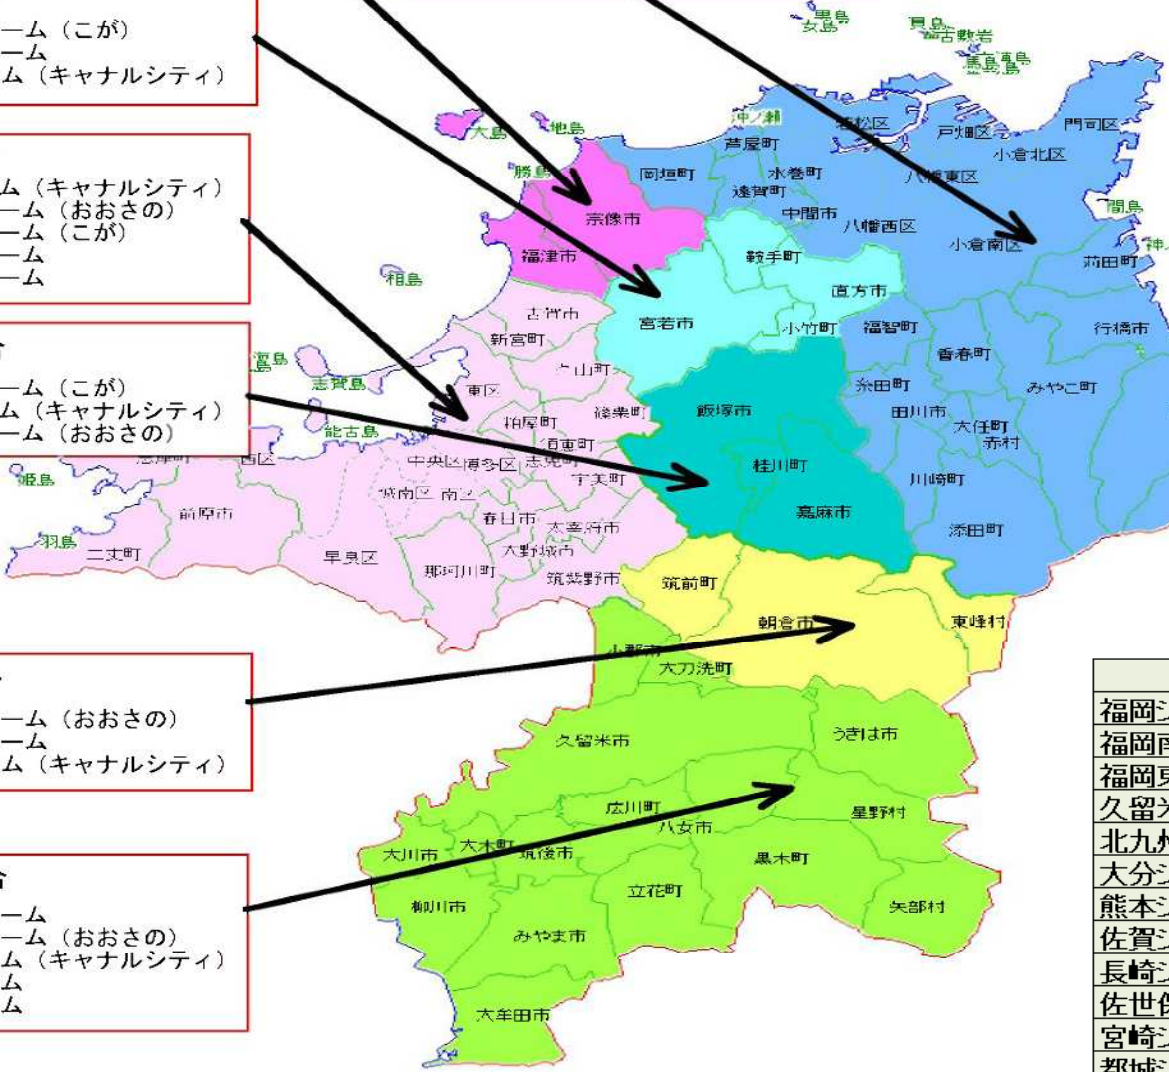 ーム（こが）
ーム
ム（キャナルシティ）
ム（キャナルシティ）
ーム（おおさの）
ーム（こが）
ーム
ーム
合
ーム（こが）
ム（キャナルシティ）
ーム（おおさの）
ーム（おおさの）
ーム
ム（キャナルシティ）
合
ーム
ーム（おおさの）
ム（キャナルシティ）
ム
ム
男島
女島
大島
地島
勝島
相島
志賀島
能古島
姫島
羽島
間島
若松区
戸畑区
門司区
小倉北区
芦屋町
岡垣町
水巻町
遠賀町
八幡東区
中間市
八幡西区
小倉南区
苅田町
宗像市
福津市
鞍手町
直方市
宮若市
小竹町
福智町
行橋市
香春町
みやこ町
糸田町
田川市
大任町
赤村
川崎町
添田町
古賀市
新宮町
東区
篠栗町
粕屋町
須恵町
志免町
宇美町
中央区
博多区
西区
城南区
南区
前原市
二丈町
早良区
春日市
太宰府市
大野城市
那珂川町
筑紫野市
飯塚市
桂川町
嘉麻市
筑前町
朝倉市
東峰村
小郡市
大刀洗町
久留米市
うきは市
広川町
八女市
星野村
大川市
大木町
筑後市
黒木町
柳川市
立花町
矢部村
みやま市
大牟田市
福岡
福岡
福岡
久留
北九
大分
熊本
佐賀
長崎
佐世
宮崎
都城